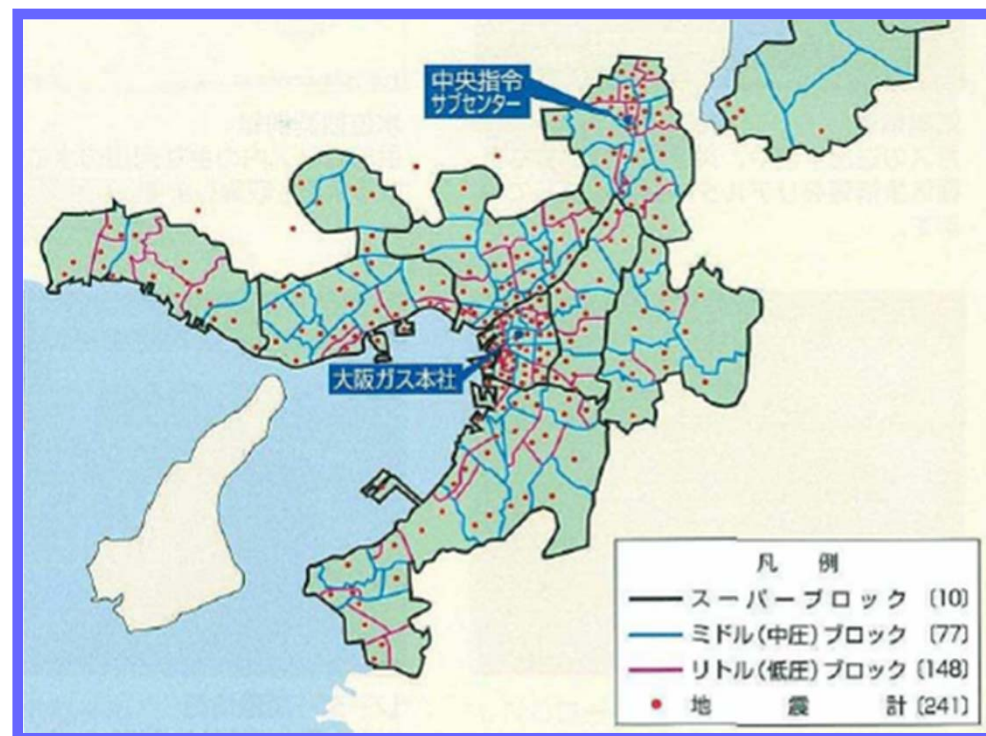 中央指令
サブセンター
大阪ガス本社
凡 例
スーパーブロック 〔10〕
ミドル(中圧)ブロック 〔77〕
リトル(低圧)ブロック 〔148〕
地 震 計〔241〕